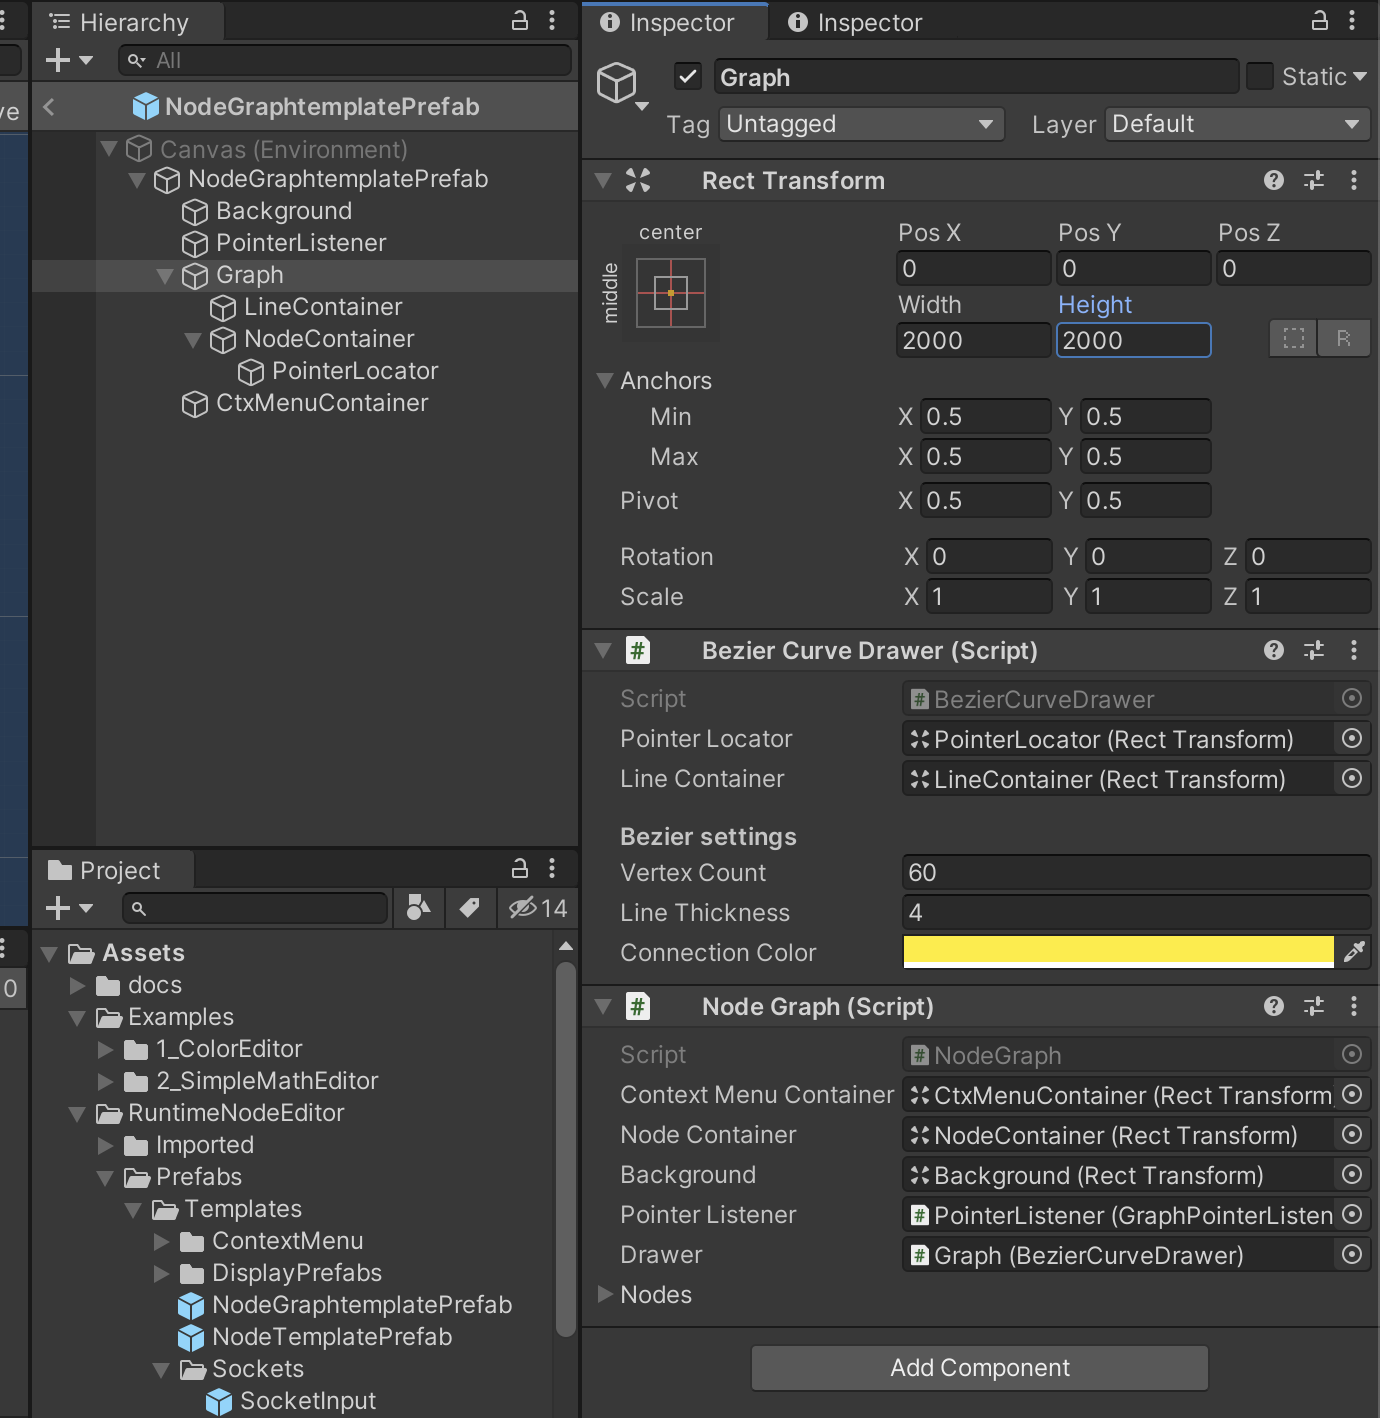 Hierarchy
All
ve
NodeGraphtemplatePrefab
Canvas (Environment)
NodeGraphtemplatePrefab
Background
PointerListener
Graph
LineContainer
NodeContainer
PointerLocator
CtxMenuContainer
Project
14
0
Assets
docs
Examples
1_ColorEditor
2_SimpleMathEditor
RuntimeNodeEditor
Imported
Prefabs
Templates
ContextMenu
DisplayPrefabs
NodeGraphtemplatePrefab
NodeTemplatePrefab
Sockets
SocketInput
Inspector Inspector
Graph Static
Tag Untagged Layer Default
Rect Transform
center
middle
Pos X Pos Y Pos Z
0 0 0
Width Height
2000 2000 R
Anchors
Min X 0.5 Y 0.5
Max X 0.5 Y 0.5
Pivot X 0.5 Y 0.5
Rotation X 0 Y 0 Z 0
Scale X 1 Y 1 Z 1
# Bezier Curve Drawer (Script)
Script # BezierCurveDrawer
Pointer Locator PointerLocator (Rect Transform)
Line Container LineContainer (Rect Transform)
Bezier settings
Vertex Count 60
Line Thickness 4
Connection Color
# Node Graph (Script)
Script # NodeGraph
Context Menu Container CtxMenuContainer (Rect Transform
Node Container NodeContainer (Rect Transform)
Background Background (Rect Transform)
Pointer Listener # PointerListener (GraphPointerListen
Drawer # Graph (BezierCurveDrawer)
Nodes
Add Component